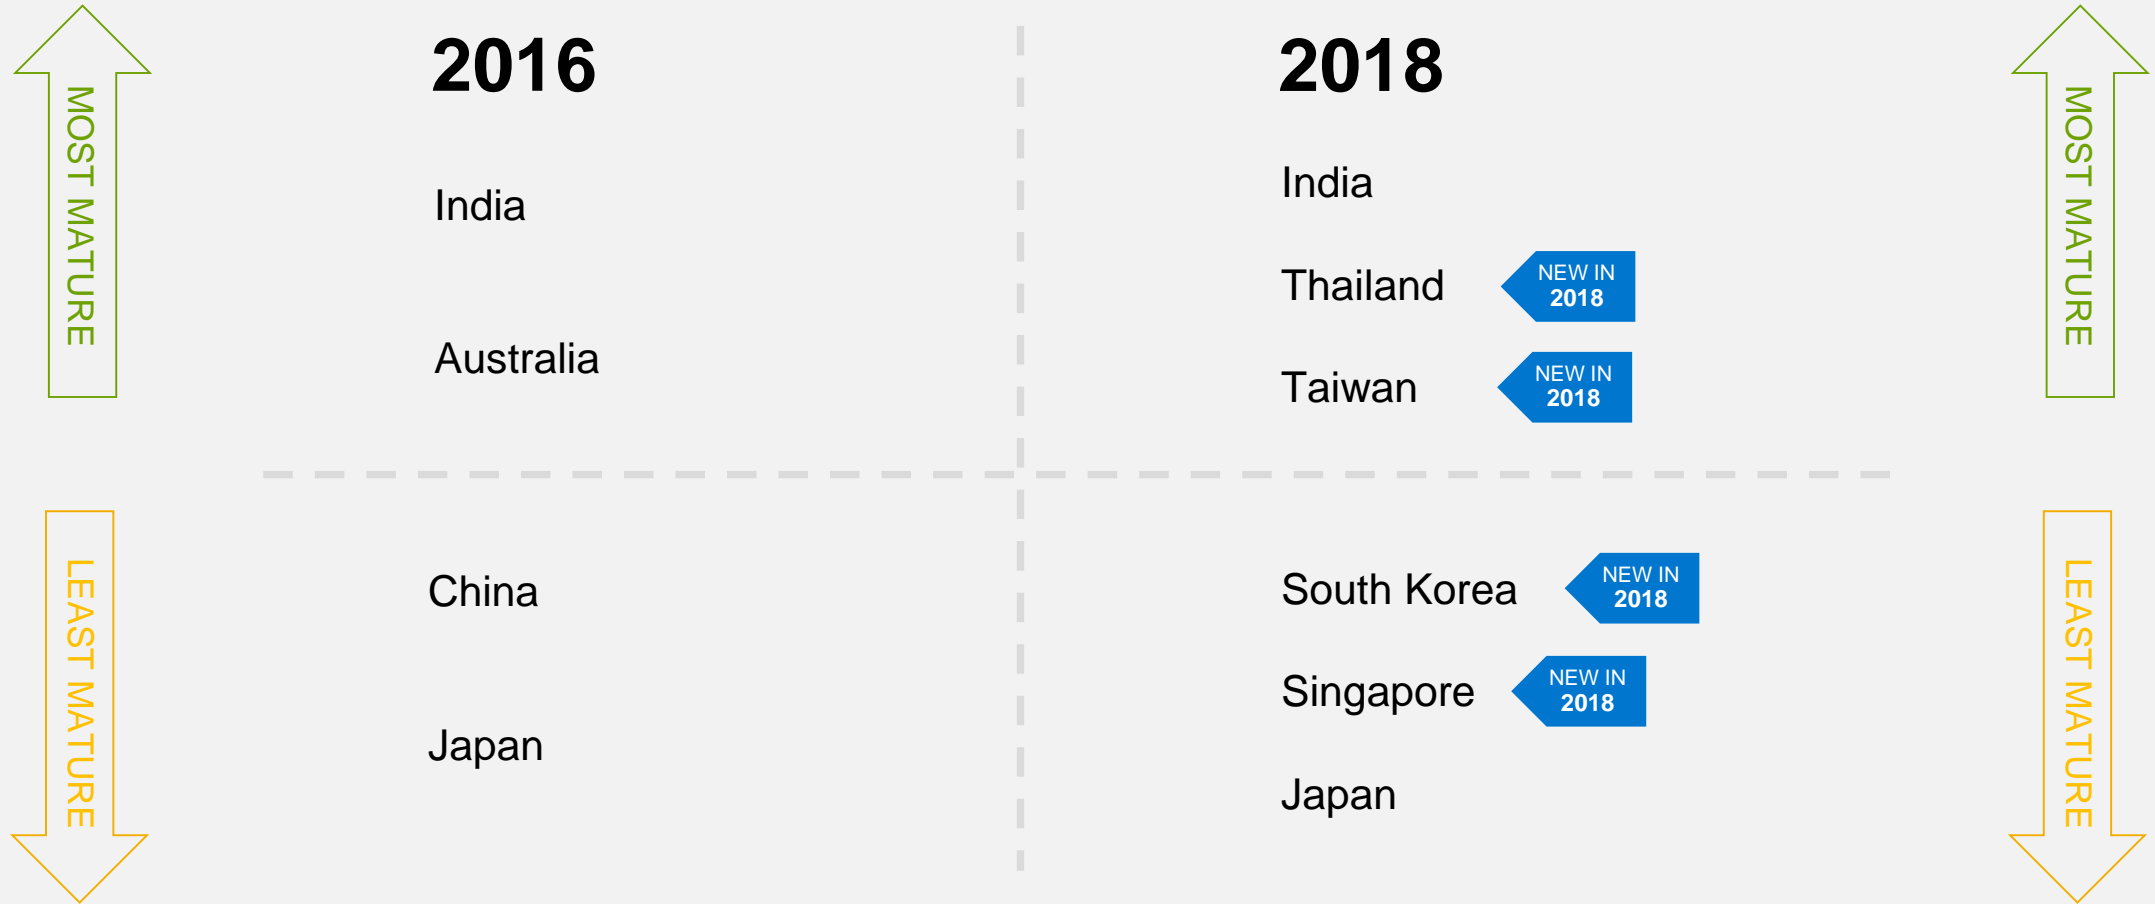 MOST MATURE
LEAST MATURE
2016
India
Australia
China
Japan
2018
India
Thailand
NEW IN
2018
Taiwan
NEW IN
2018
South Korea
NEW IN
2018
Singapore
NEW IN
2018
Japan
MOST MATURE
LEAST MATURE